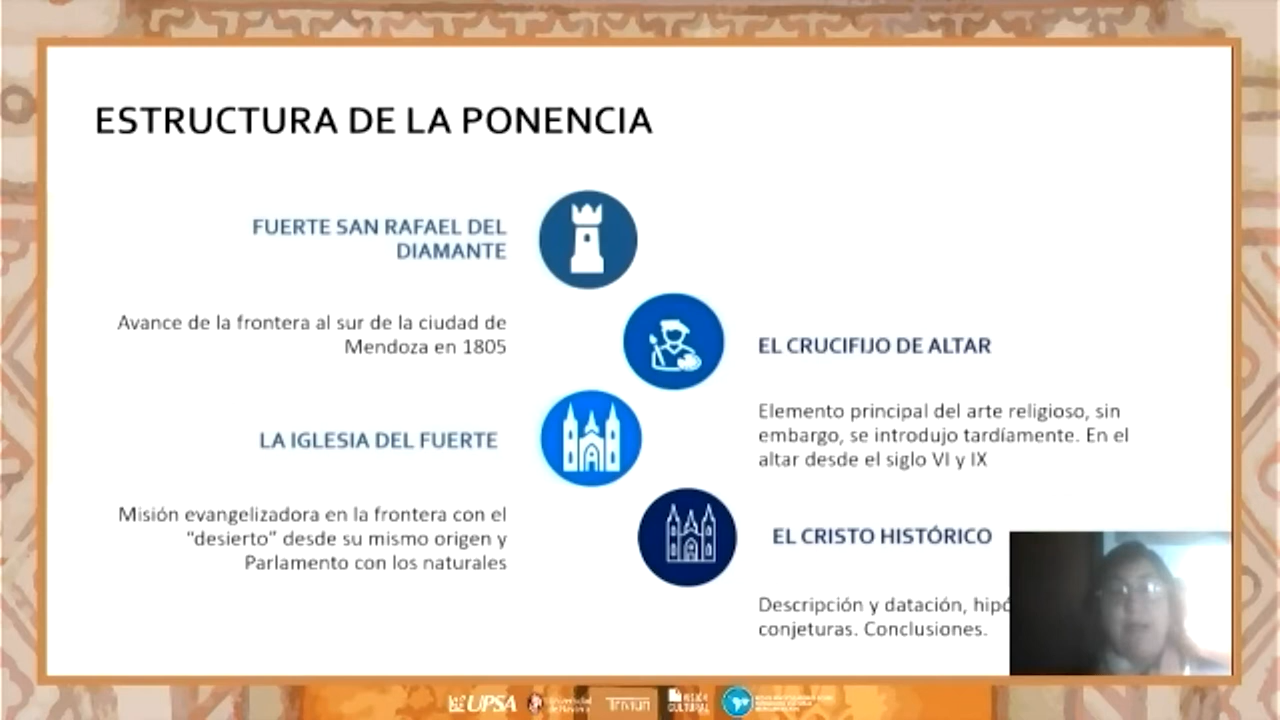 ESTRUCTURA DE LA PONENCIA
FUERTE SAN RAFAEL DEL
DIAMANTE
Avance de la frontera al sur de la ciudad de
Mendoza en 1805
EL CRUCIFIJO DE ALTAR
Elemento principal del arte religioso, sin
embargo, se introdujo tardíamente. En el
altar desde el siglo VI y IX
LA IGLESIA DEL FUERTE
Misión evangelizadora en la frontera con el
"desierto" desde su mismo origen y
Parlamento con los naturales
EL CRISTO HISTÓRICO
Descripción y datación, hipó
conjeturas. Conclusiones.
UPSA